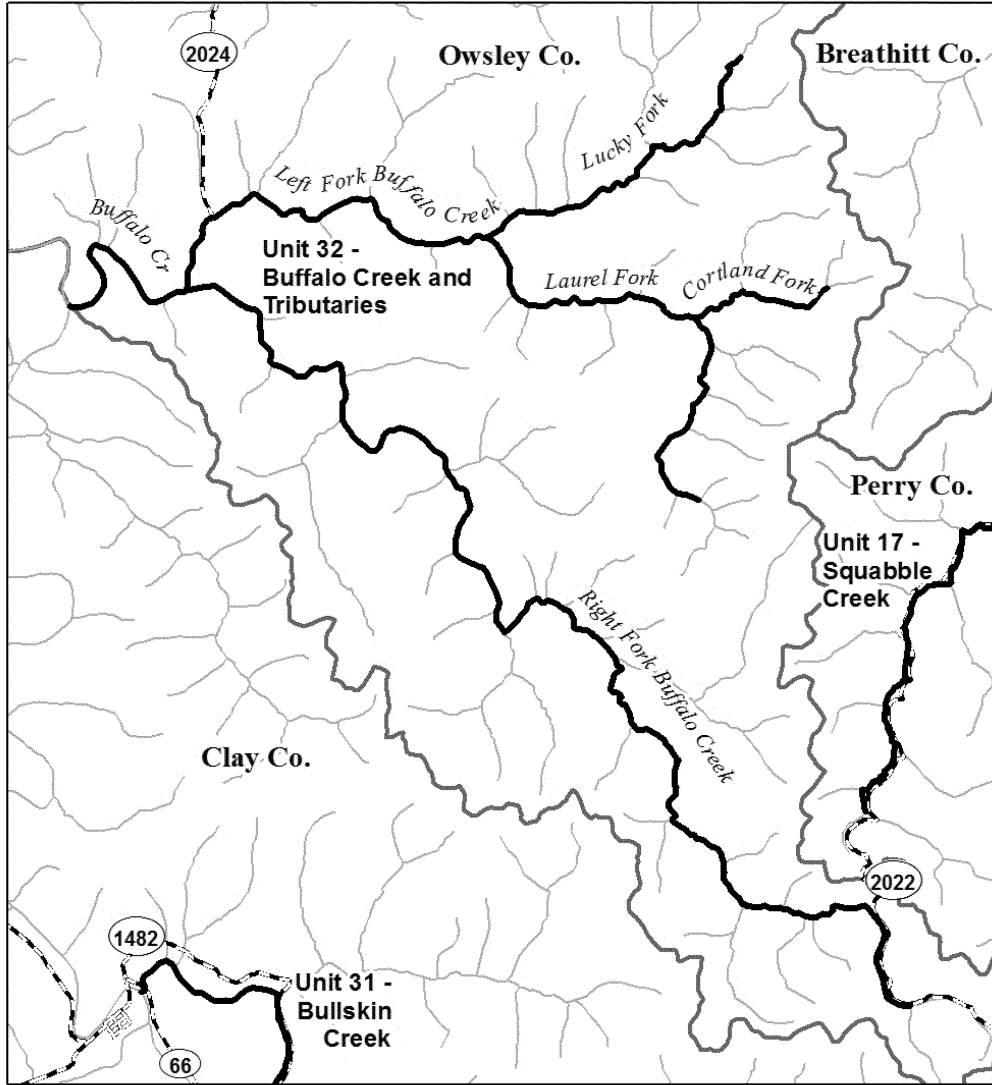 2024
Owsley Co.
Breathitt Co.
Lucky Fork
Left Fork Buffalo Creek
Buffalo Cr
Unit 32 -
Buffalo Creek and
Tributaries
Laurel Fork
Cortland Fork
Perry Co.
Unit 17 -
Squabble
Creek
Right Fork Buffalo Creek
Clay Co.
2022
1482
Unit 31 -
Bullskin
Creek
66